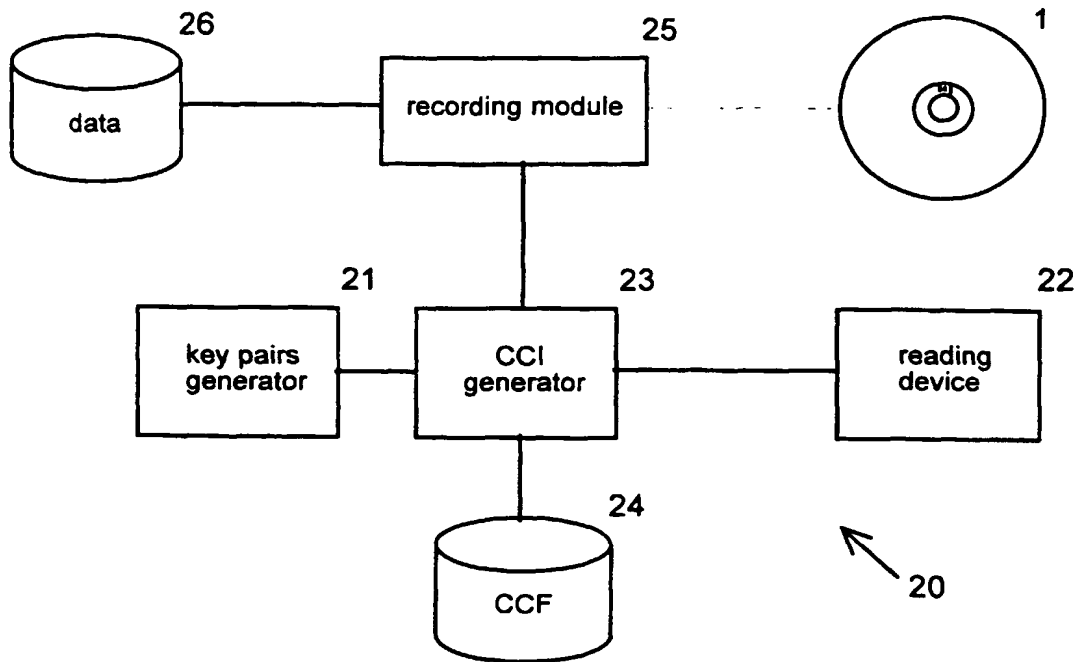 26
25
1
data
recording module
21
23
22
key pairs
generator
CCI
generator
reading
device
24
CCF
20